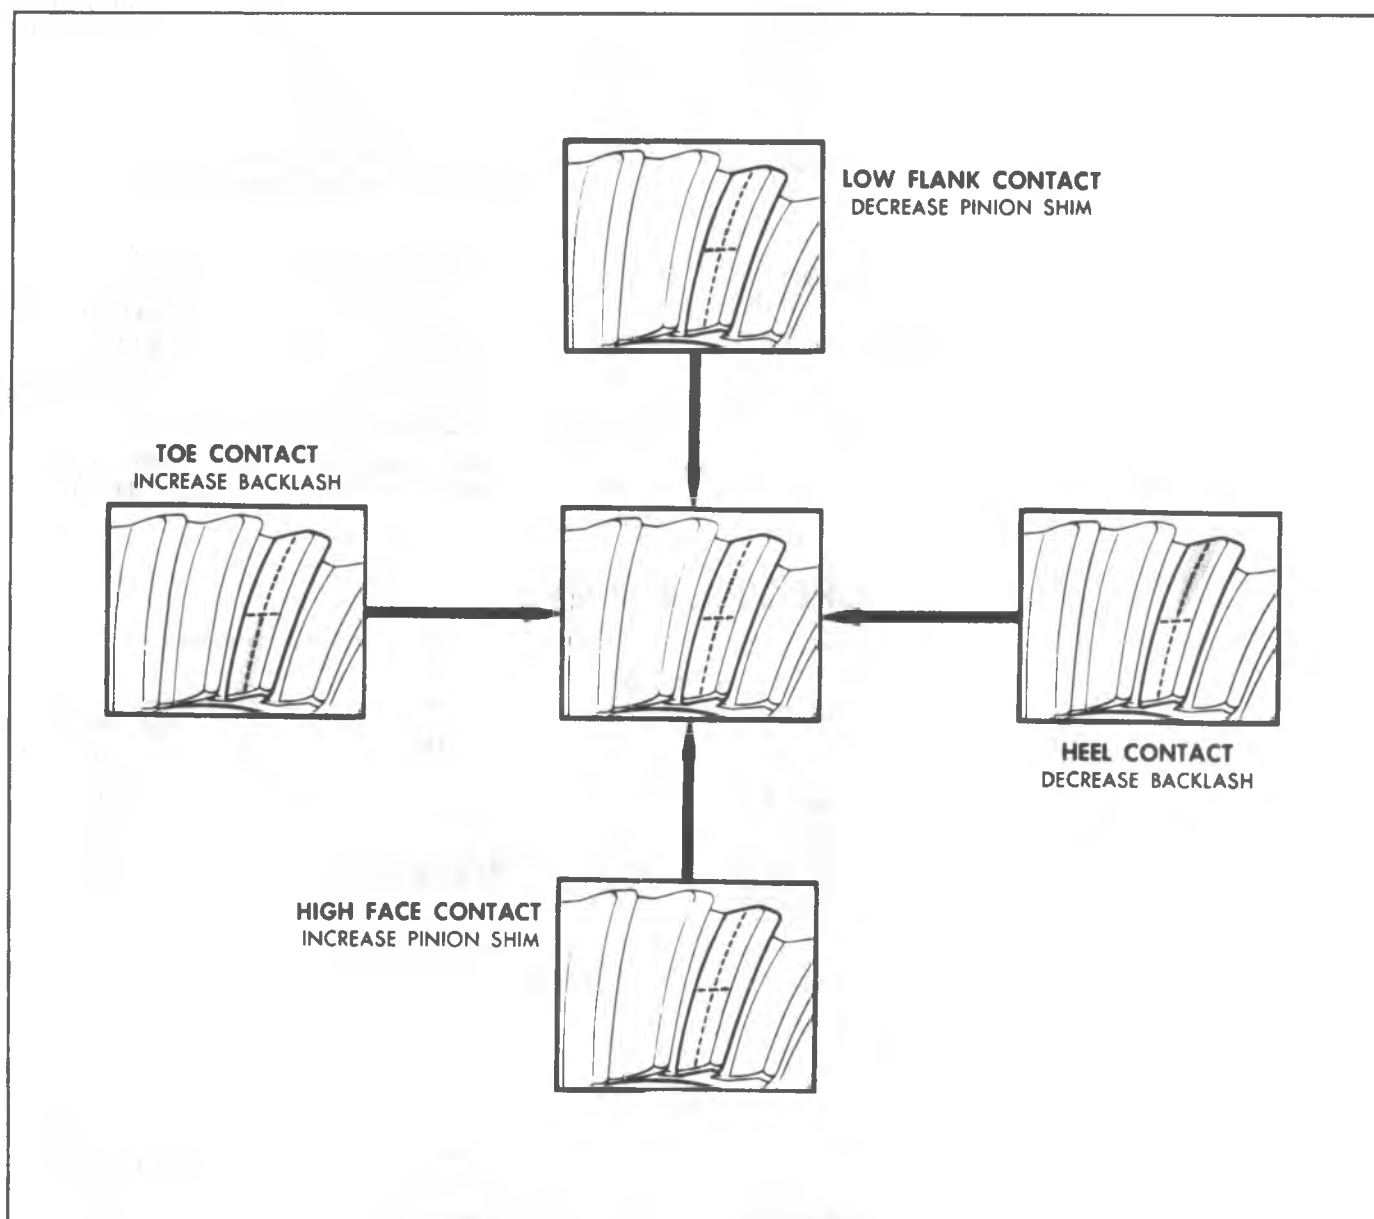 LOW FLANK CONTACT
DECREASE PINION SHIM
TOE CONTACT
INCREASE BACKLASH
HEEL CONTACT
DECREASE BACKLASH
HIGH FACE CONTACT
INCREASE PINION SHIM